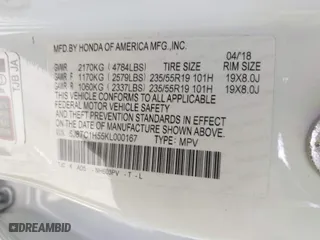 MFD. BY HONDA OF AMERICA MFG.,INC.
04/18
GVWR 2170KG (4784LBS) TIRE SIZE RIM SIZE
GAWR F 1170KG (2579LBS) 235/55R19 101H 19X8.0J
GAWR R 1060KG (2337LBS) 235/55R19 101H 19X8.0J
THIS VEHICLE CONFORMS TO ALL APPLICABLE
FEDERAL MOTOR VEHICLE SAFETY
AND THEFT PREVENTION STANDARDS IN
EFFECT ON THE DATE OF MANUFACTURE
SHOWN ABOVE.
TYPE: MPV
TJB A
AUTOBIDCAR